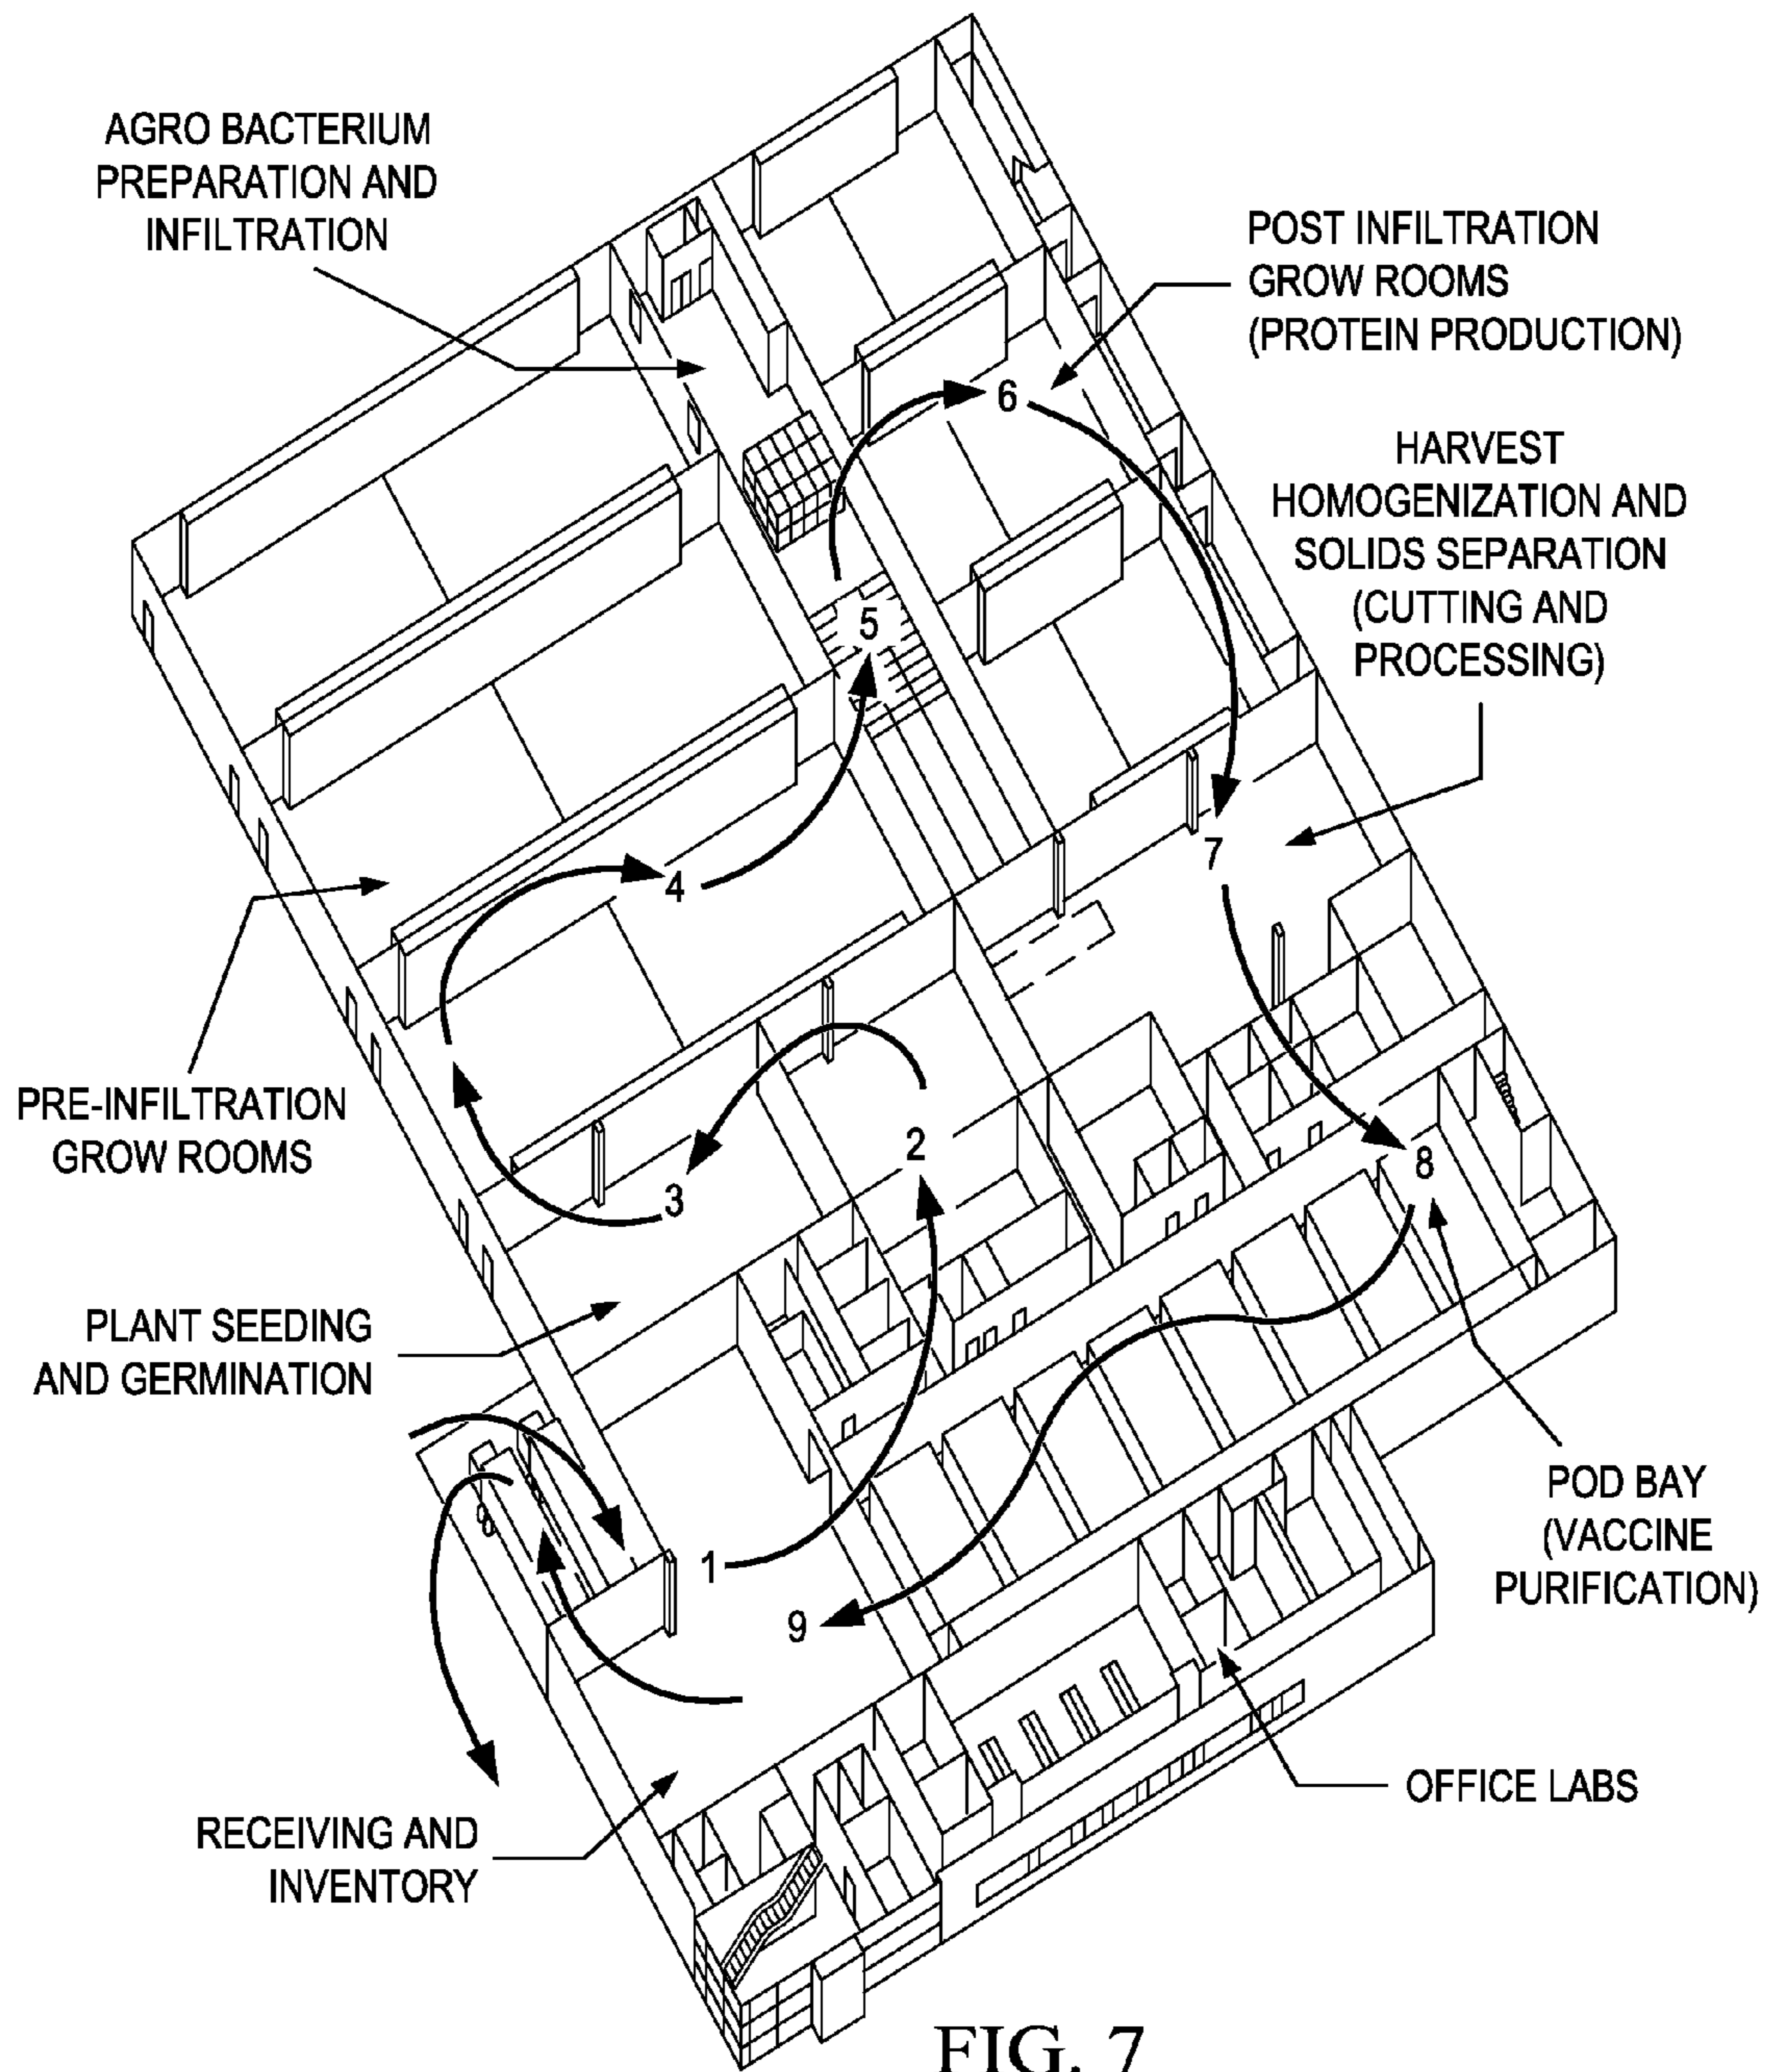 AGRO BACTERIUM
PREPARATION AND
INFILTRATION
POST INFILTRATION
GROW ROOMS
(PROTEIN PRODUCTION)
6
HARVEST
HOMOGENIZATION AND
SOLIDS SEPARATION
(CUTTING AND
PROCESSING)
5
7
4
PRE-INFILTRATION
GROW ROOMS
2
3
8
PLANT SEEDING
AND GERMINATION
POD BAY
(VACCINE
PURIFICATION)
1
9
OFFICE LABS
RECEIVING AND
INVENTORY
FIG. 7